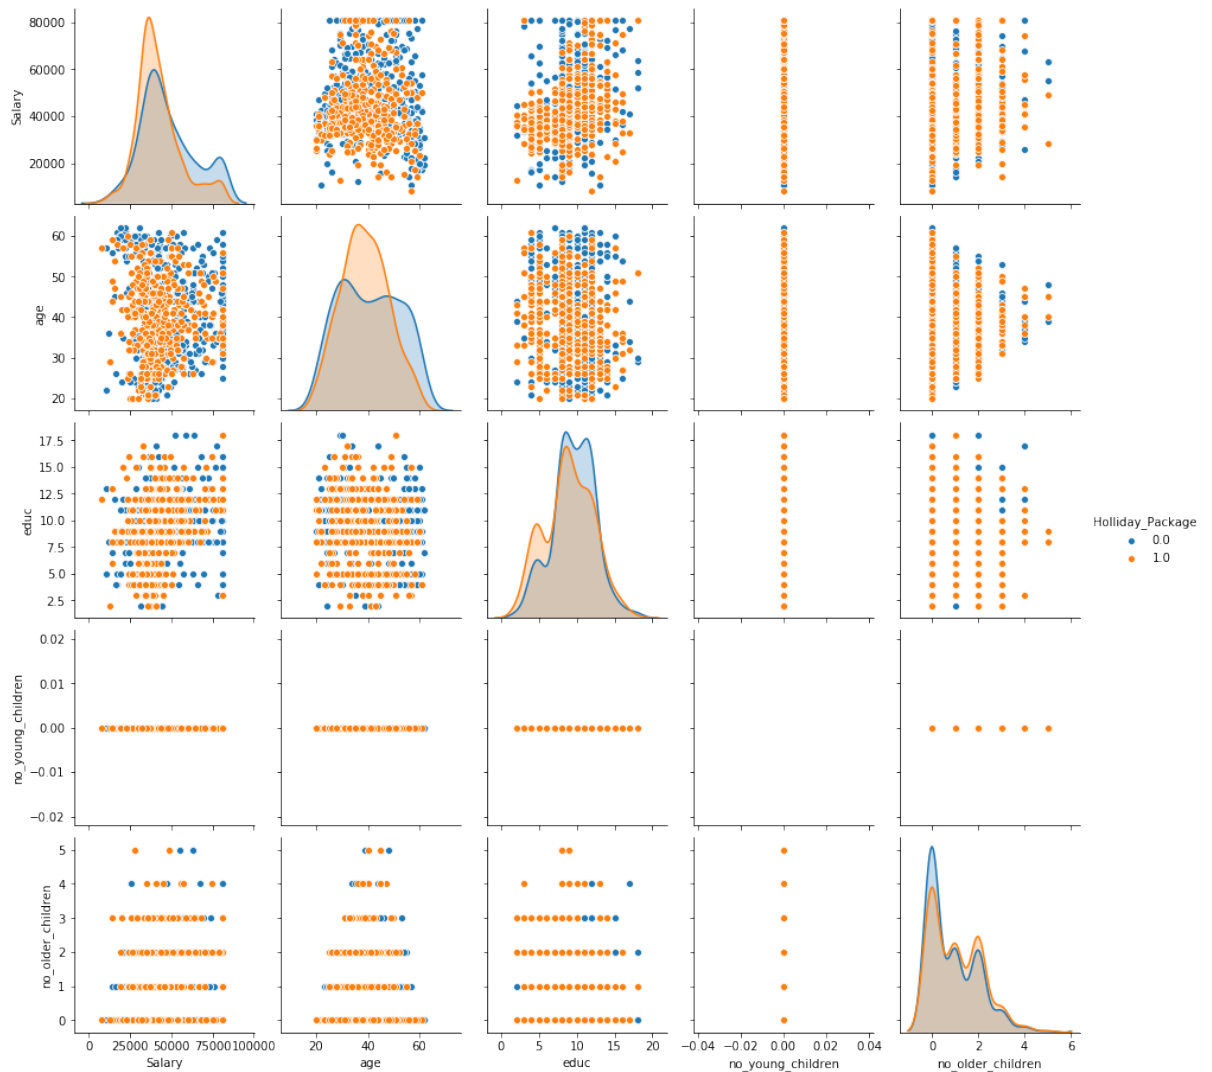 80000
60000
40000
20000
Salary
60
50
40
30
20
age
17.5
15.0
12.5
10.0
7.5
5.0
2.5
educ
Holliday_Package
0.0
1.0
0.02
0.01
0.00
−0.01
−0.02
no_young_children
5
4
3
2
1
0
no_older_children
0 25000 50000 75000 100000
Salary
20 40 60
age
0 5 10 15 20
educ
−0.04 −0.02 0.00 0.02 0.04
no_young_children
0 2 4 6
no_older_children